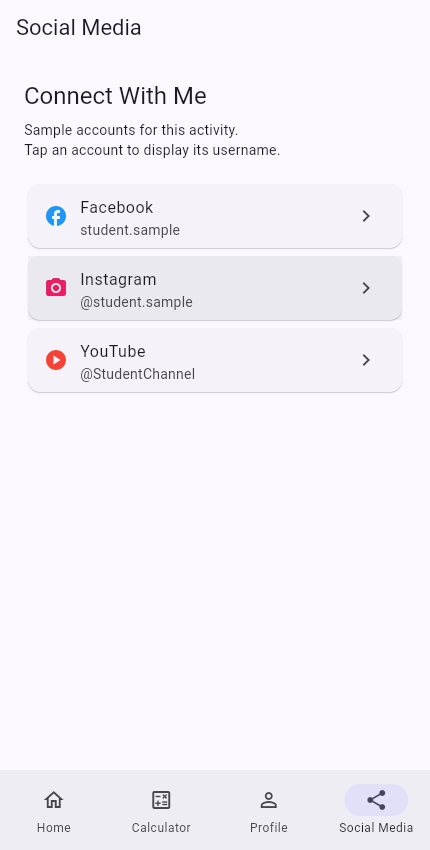 Social Media
Connect With Me
Sample accounts for this activity.
Tap an account to display its username.
Facebook
student.sample
Instagram
@student.sample
YouTube
@StudentChannel
Home
Calculator
Profile
Social Media